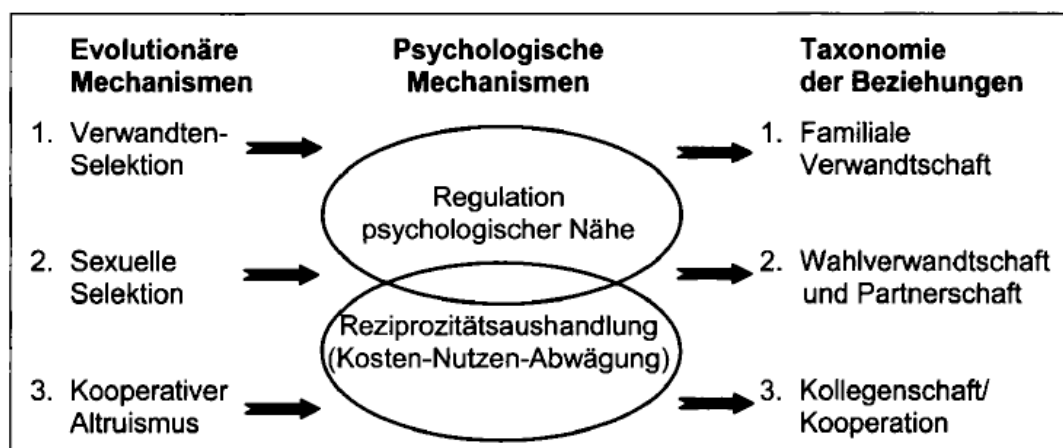 Evolutionäre
Mechanismen
1. Verwandten-
Selektion
2. Sexuelle
Selektion
3. Kooperativer
Altruismus
Psychologische
Mechanismen
Regulation
psychologischer Nähe
Reziprozitätsaushandlung
(Kosten-Nutzen-Abwägung)
Taxonomie
der Beziehungen
1. Familiale
Verwandtschaft
2. Wahlverwandtschaft
und Partnerschaft
3. Kollegenschaft/
Kooperation